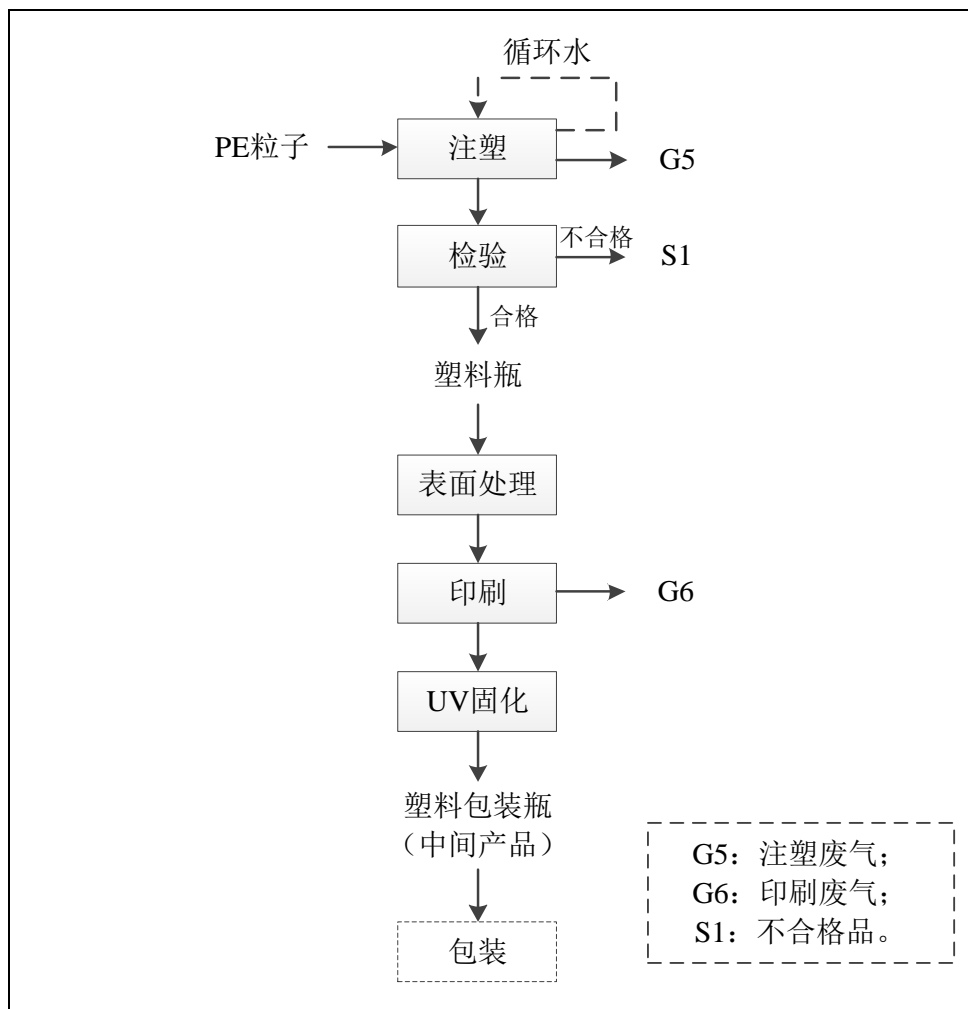 循环水
PE粒子
注塑
G5
检验
不合格
S1
合格
塑料瓶
表面处理
印刷
G6
UV固化
塑料包装瓶
（中间产品）
包装
G5：注塑废气；
G6：印刷废气；
S1：不合格品。